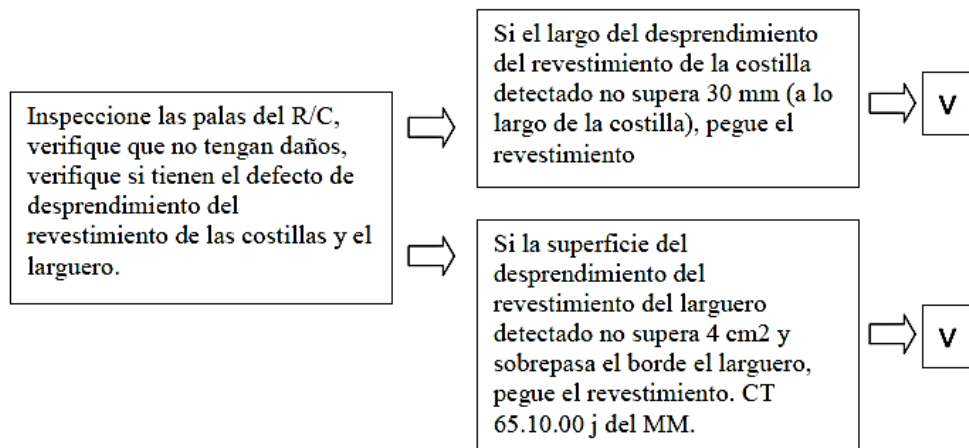 Inspeccione las palas del R/C,
verifique que no tengan daños,
verifique si tienen el defecto de
desprendimiento del
revestimiento de las costillas y el
larguero.
Si el largo del desprendimiento
del revestimiento de la costilla
detectado no supera 30 mm (a lo
largo de la costilla), pegue el
revestimiento
V
Si la superficie del
desprendimiento del
revestimiento del larguero
detectado no supera 4 cm2 y
sobrepasa el borde el larguero,
pegue el revestimiento. CT
65.10.00 j del MM.
V